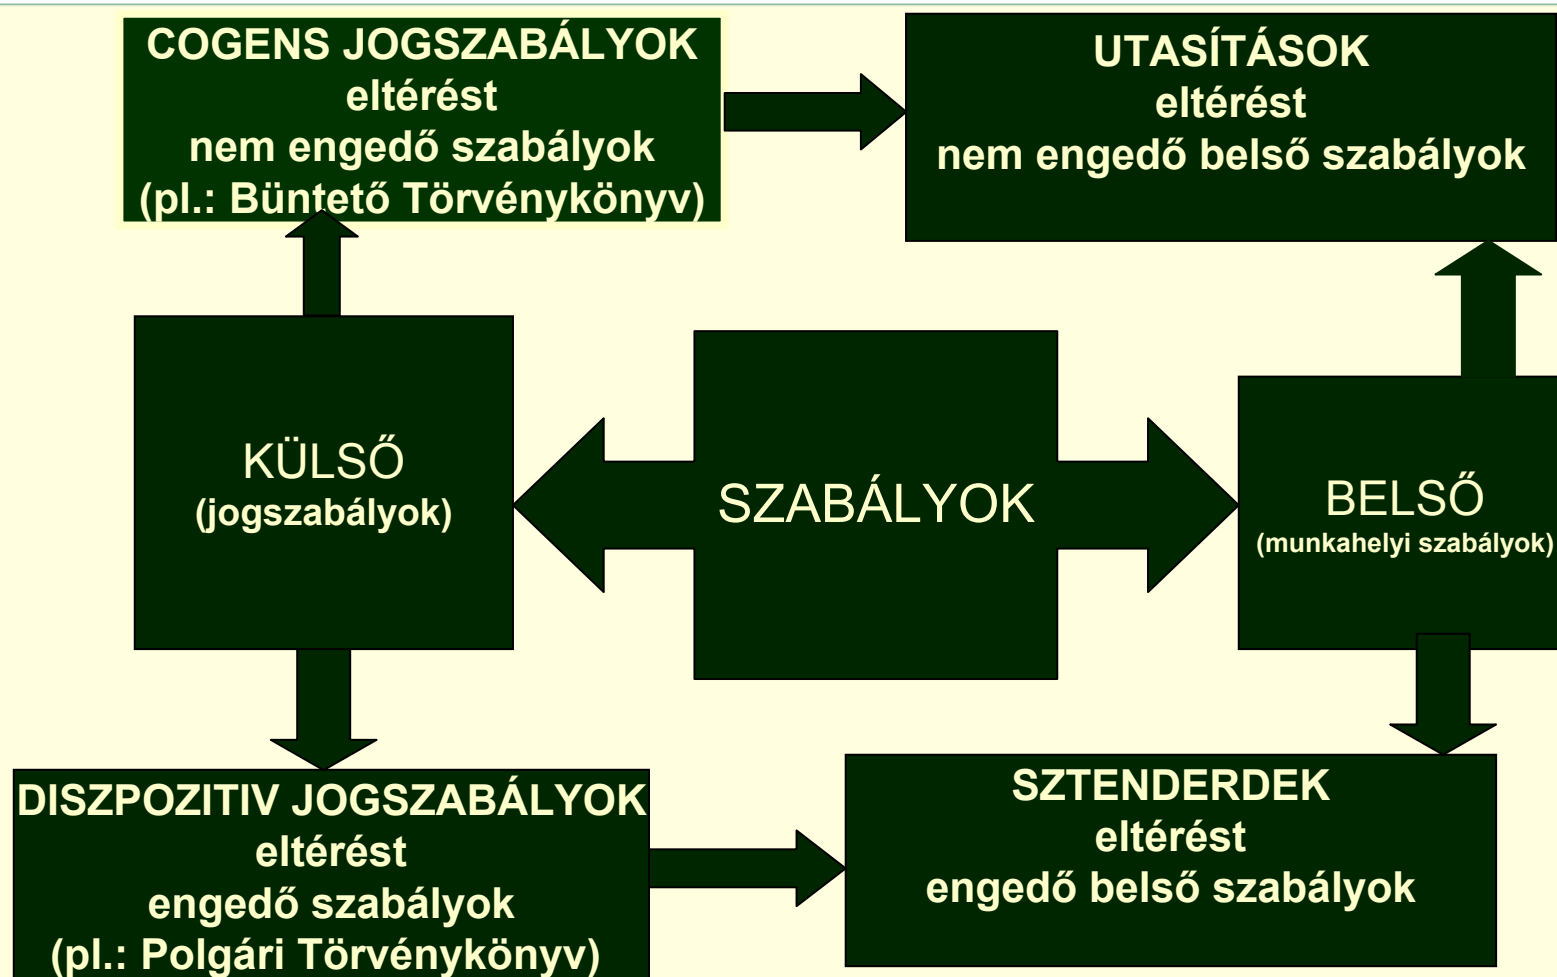 COGENS JOGSZABÁLYOK
eltérést
nem engedő szabályok
(pl.: Büntető Törvénykönyv)
UTASÍTÁSOK
eltérést
nem engedő belső szabályok
KÜLSŐ
(jogszabályok)
SZABÁLYOK
BELSŐ
(munkahelyi szabályok)
DISZPOZITIV JOGSZABÁLYOK
eltérést
engedő szabályok
(pl.: Polgári Törvénykönyv)
SZTENDERDEK
eltérést
engedő belső szabályok